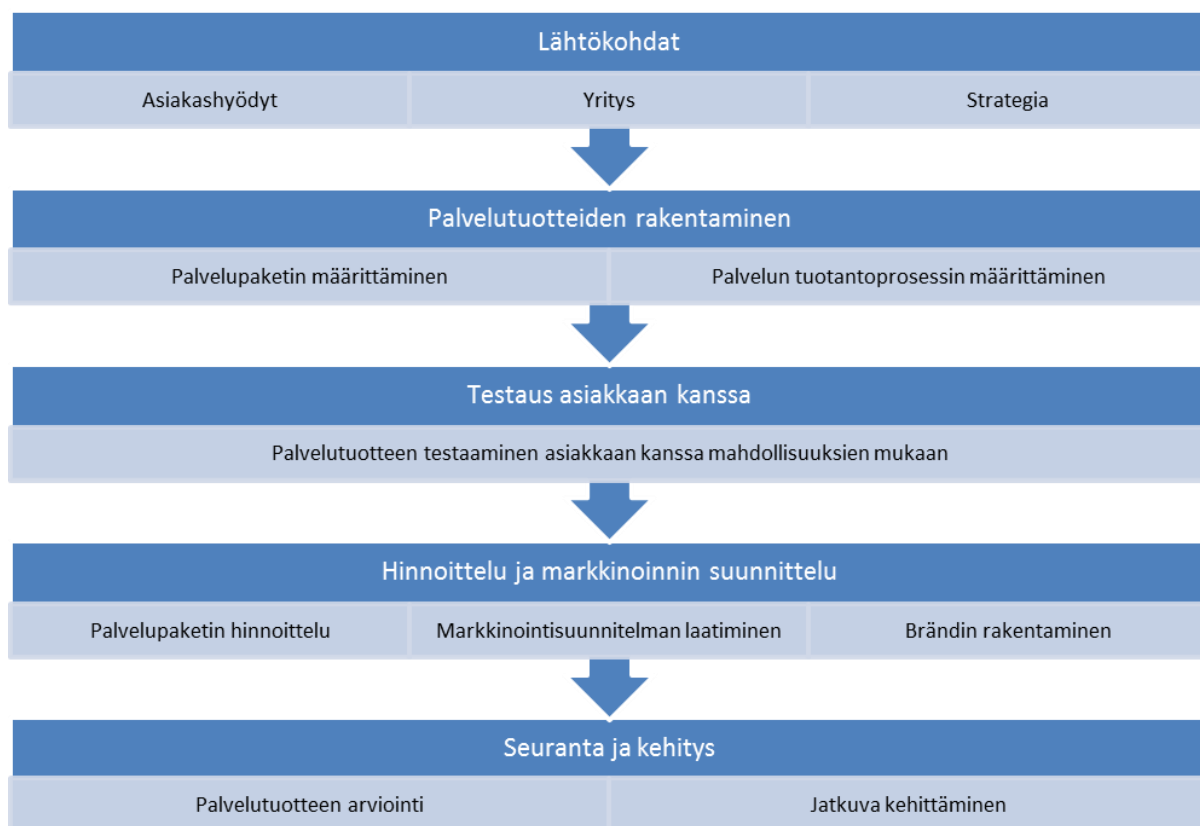 Lähtökohdat
Asiakashyödyt
Yritys
Strategia
Palvelutuotteiden rakentaminen
Palvelupaketin määrittäminen
Palvelun tuotantoprosessin määrittäminen
Testaus asiakkaan kanssa
Palvelutuotteen testaaminen asiakkaan kanssa mahdollisuuksien mukaan
Hinnoittelu ja markkinoinnin suunnittelu
Palvelupaketin hinnoittelu
Markkinointisuunnitelman laatiminen
Brändin rakentaminen
Seuranta ja kehitys
Palvelutuotteen arviointi
Jatkuva kehittäminen